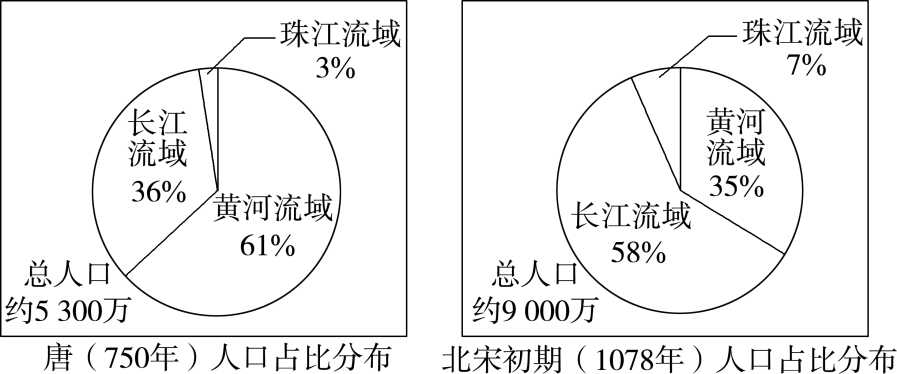 珠江流域
3%
长江
流域
36%
黄河流域
61%
总人口
约5 300万
唐（750年）人口占比分布
珠江流域
7%
黄河
流域
35%
长江流域
58%
总人口
约9 000万
北宋初期（1078年）人口占比分布